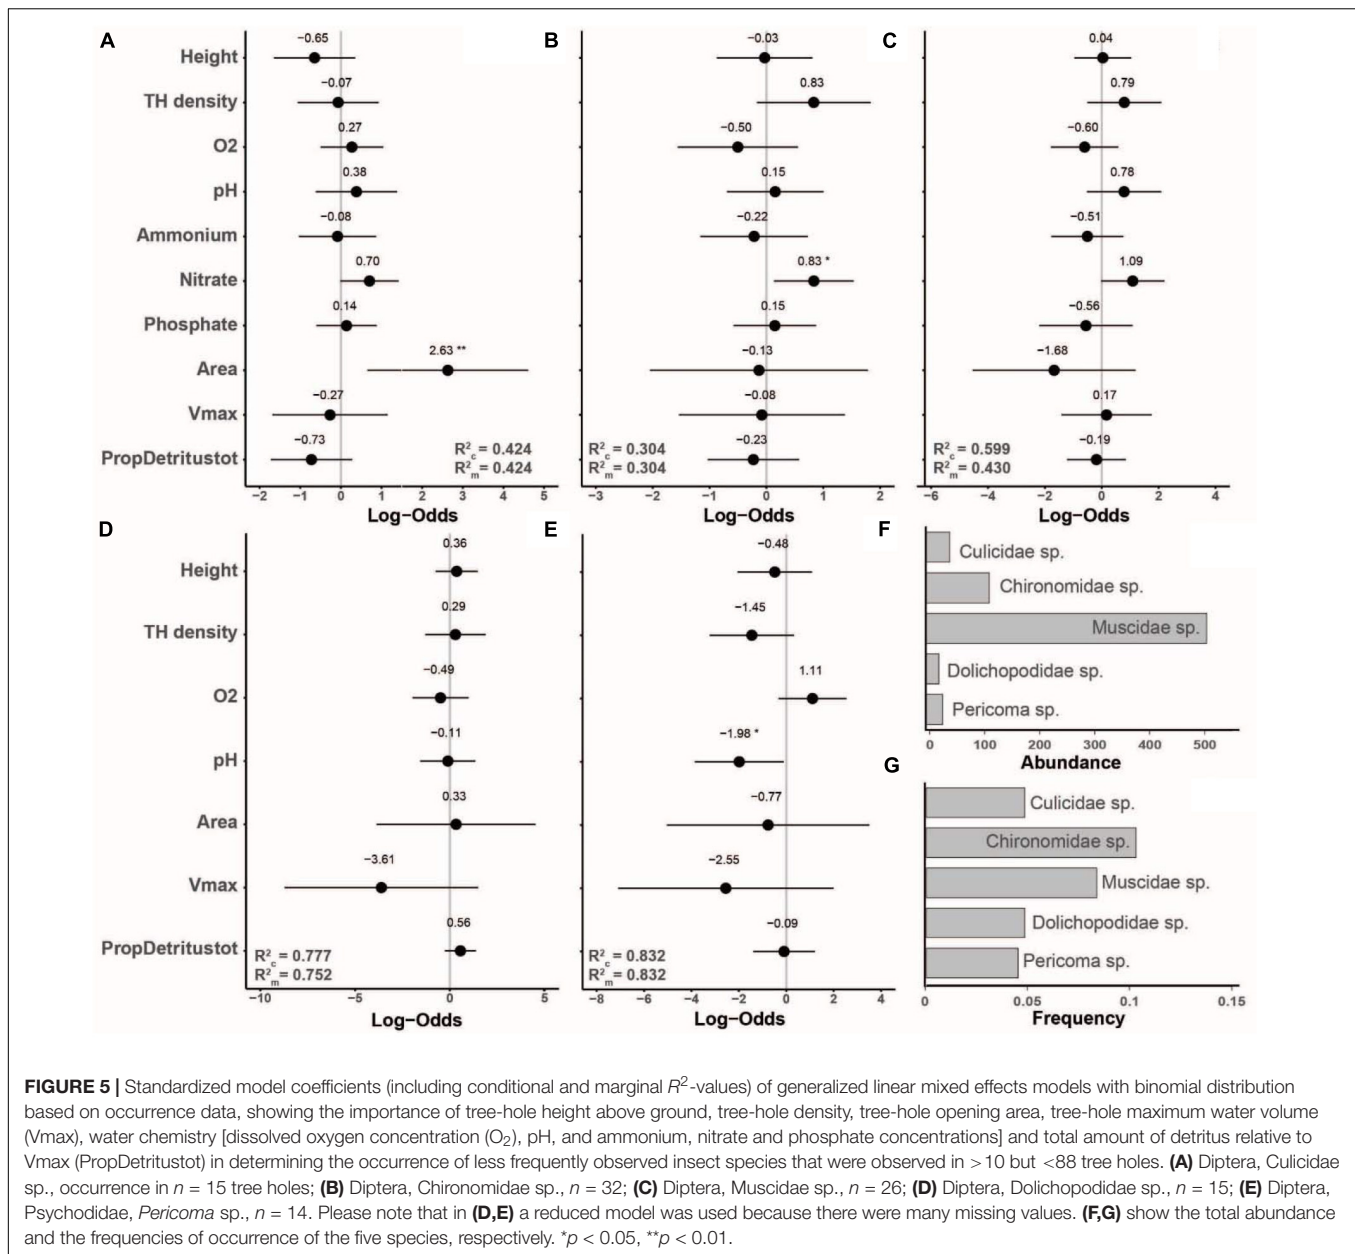 A
Height −0.65
TH density −0.07
O2 0.27
pH 0.38
Ammonium −0.08
Nitrate 0.70
Phosphate 0.14
Area 2.63 **
Vmax −0.27
PropDetritustot −0.73
R²c = 0.424
R²m = 0.424
−2 −1 0 1 2 3 4 5
Log−Odds
B
−0.03
0.83
−0.50
0.15
−0.22
0.83 *
0.15
−0.13
−0.08
−0.23
R²c = 0.304
R²m = 0.304
−3 −2 −1 0 1 2
Log−Odds
C
0.04
0.79
−0.60
0.78
−0.51
1.09
−0.56
−1.68
0.17
−0.19
R²c = 0.599
R²m = 0.430
−6 −4 −2 0 2 4
Log−Odds
D
Height 0.36
TH density 0.29
O2 −0.49
pH −0.11
Area 0.33
Vmax −3.61
PropDetritustot 0.56
R²c = 0.777
R²m = 0.752
−10 −5 0 5
Log−Odds
E
−0.48
−1.45
1.11
−1.98 *
−0.77
−2.55
−0.09
R²c = 0.832
R²m = 0.832
−8 −6 −4 −2 0 2 4
Log−Odds
F
Culicidae sp.
Chironomidae sp.
Muscidae sp.
Dolichopodidae sp.
Pericoma sp.
0 100 200 300 400 500
Abundance
G
Culicidae sp.
Chironomidae sp.
Muscidae sp.
Dolichopodidae sp.
Pericoma sp.
0 0.05 0.1 0.15
Frequency
FIGURE 5 | Standardized model coefficients (including conditional and marginal R²-values) of generalized linear mixed effects models with binomial distribution
based on occurrence data, showing the importance of tree-hole height above ground, tree-hole density, tree-hole opening area, tree-hole maximum water volume
(Vmax), water chemistry [dissolved oxygen concentration (O₂), pH, and ammonium, nitrate and phosphate concentrations] and total amount of detritus relative to
Vmax (PropDetritustot) in determining the occurrence of less frequently observed insect species that were observed in >10 but <88 tree holes. (A) Diptera, Culicidae
sp., occurrence in n = 15 tree holes; (B) Diptera, Chironomidae sp., n = 32; (C) Diptera, Muscidae sp., n = 26; (D) Diptera, Dolichopodidae sp., n = 15; (E) Diptera,
Psychodidae, Pericoma sp., n = 14. Please note that in (D,E) a reduced model was used because there were many missing values. (F,G) show the total abundance
and the frequencies of occurrence of the five species, respectively. *p < 0.05, **p < 0.01.